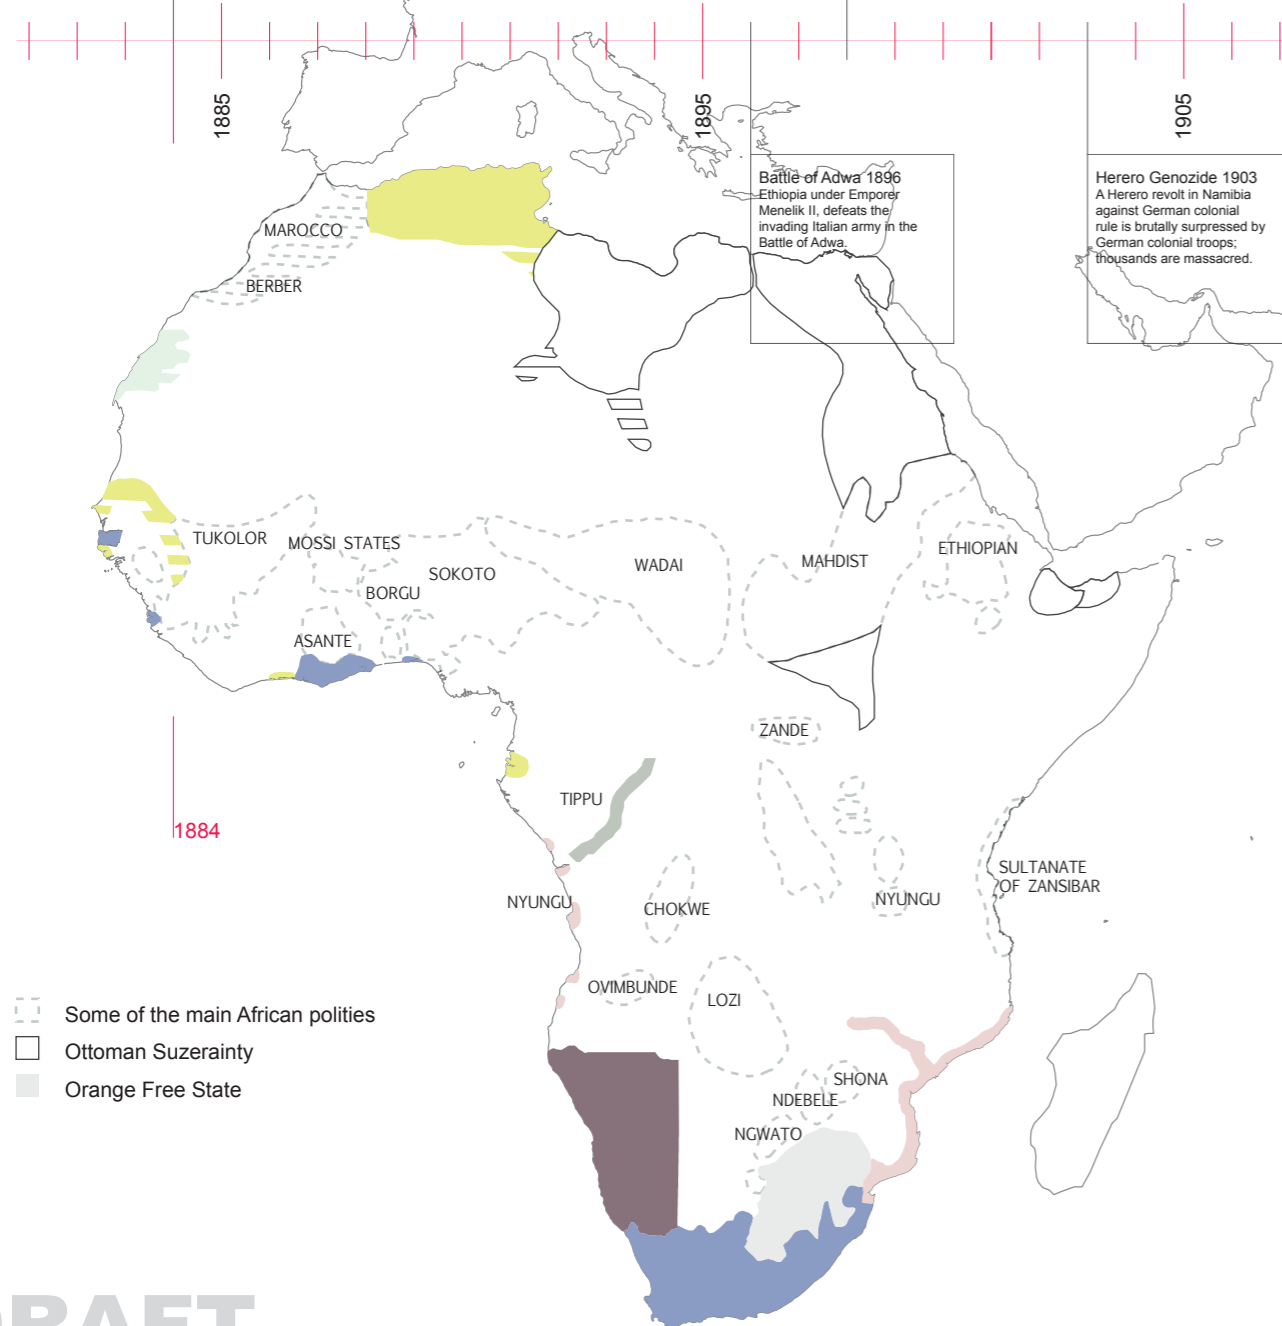 1885
1895
1905
Battle of Adwa 1896
Ethiopia under Emporer
Menelik II, defeats the
invading Italian army in the
Battle of Adwa.
Herero Genozide 1903
A Herero revolt in Namibia
against German colonial
rule is brutally surpressed by
German colonial troops;
thousands are massacred.
MAROCCO
BERBER
TUKOLOR
MOSSI STATES
BORGU
SOKOTO
WADAI
MAHDIST
ETHIOPIAN
ASANTE
ZANDE
TIPPU
1884
SULTANATE
OF ZANSIBAR
NYUNGU
CHOKWE
NYUNGU
OVIMBUNDE
LOZI
SHONA
NDEBELE
NGWATO
Some of the main African polities
Ottoman Suzerainty
Orange Free State
DRAFT